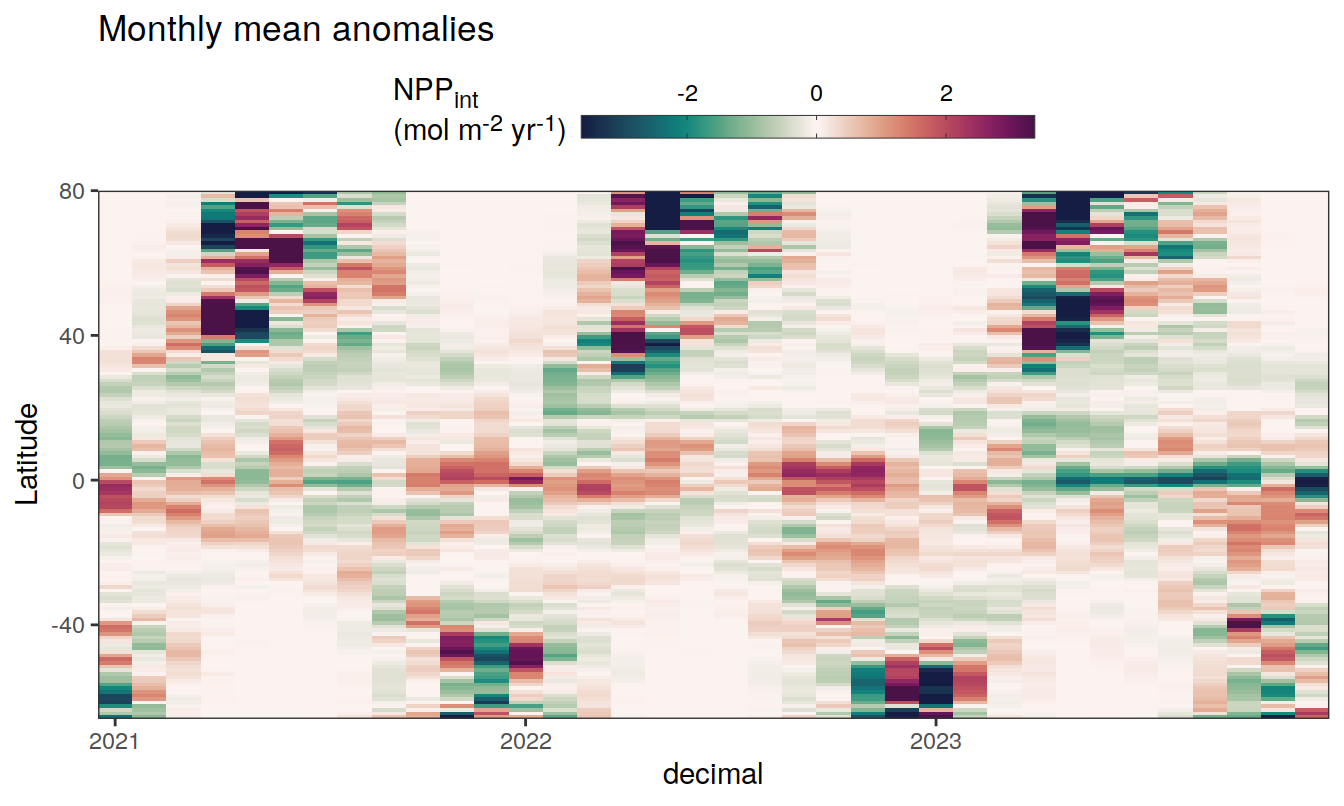 Monthly mean anomalies
NPPint
(mol m-2 yr-1)
-2 0 2
80
40
0
-40
Latitude
2021 2022 2023
decimal